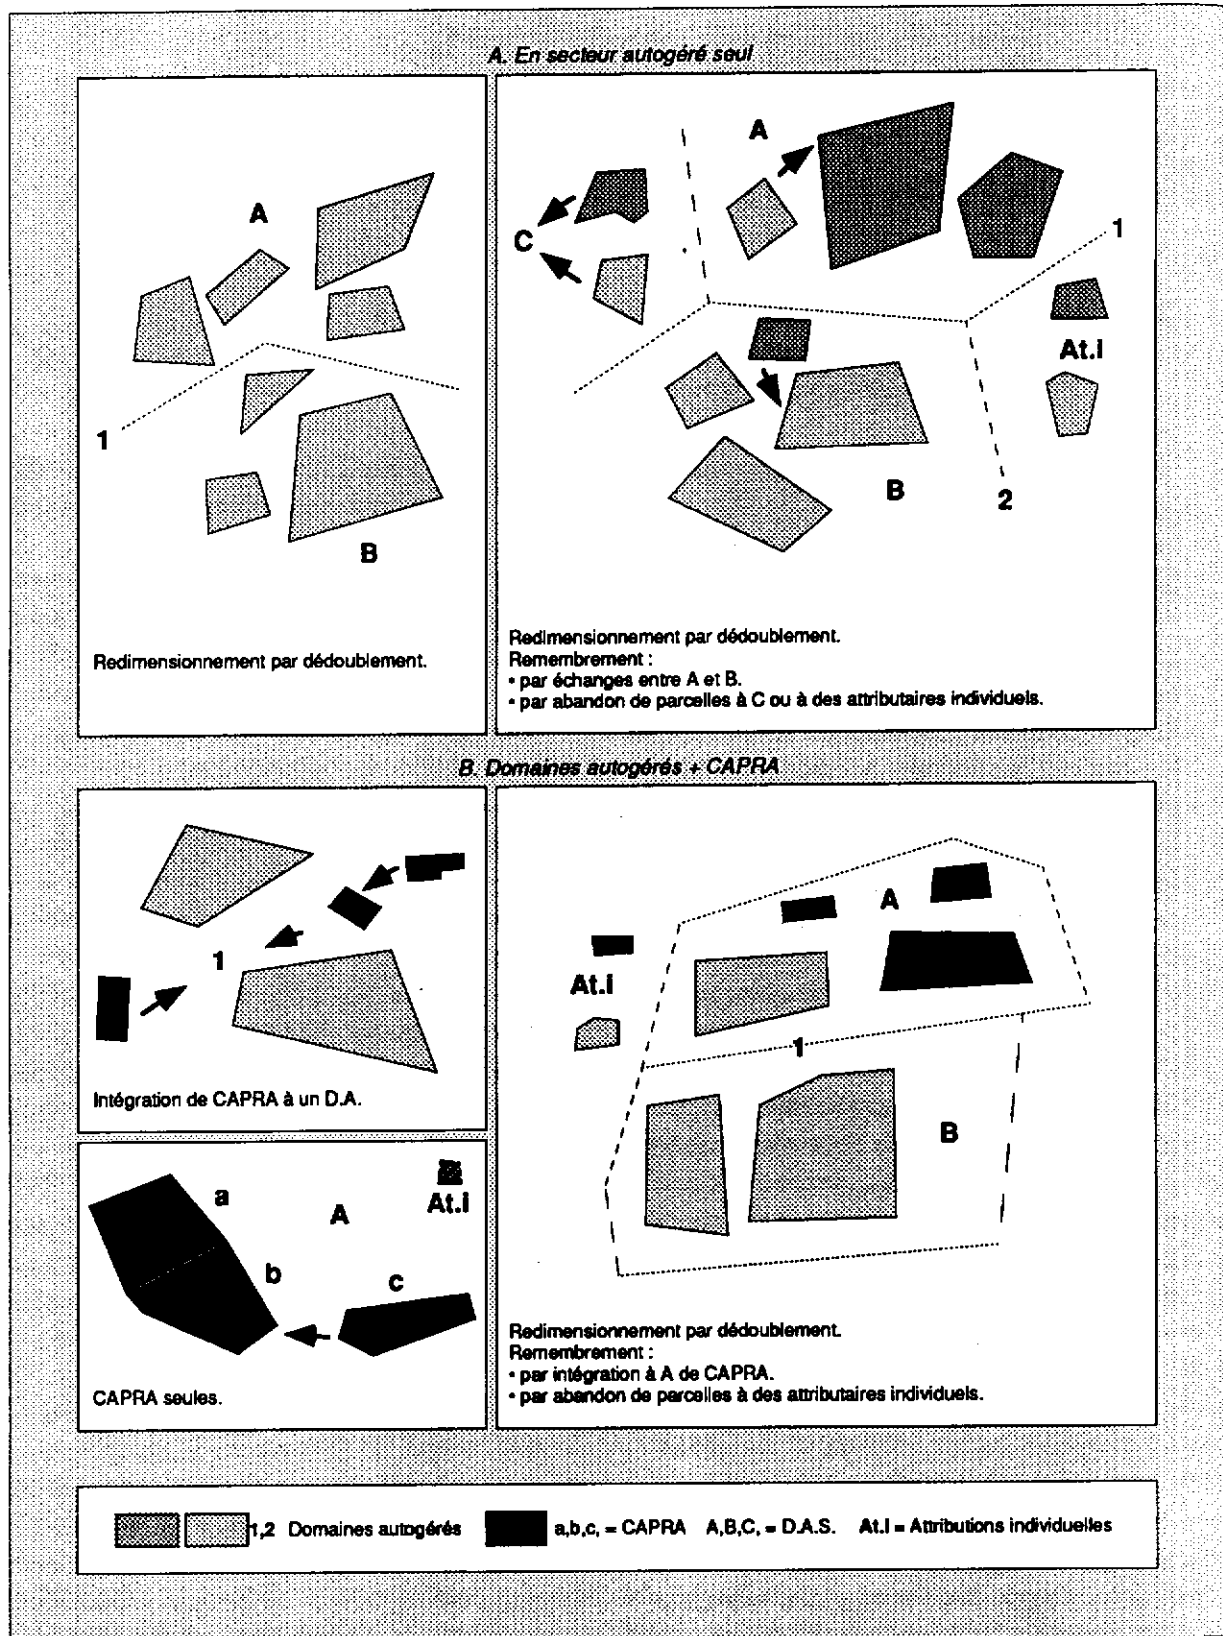 A. En secteur autogéré seul
A
1
B
Redimensionnement par dédoublement.
A
C
1
At.i
B
2
Redimensionnement par dédoublement.
Remembrement :
• par échanges entre A et B.
• par abandon de parcelles à C ou à des attributaires individuels.
B. Domaines autogérés + CAPRA
1
Intégration de CAPRA à un D.A.
a
A
At.i
b
c
CAPRA seules.
A
At.i
1
B
Redimensionnement par dédoublement.
Remembrement :
• par intégration à A de CAPRA.
• par abandon de parcelles à des attributaires individuels.
1,2 Domaines autogérés a,b,c, = CAPRA A,B,C, = D.A.S. At.i = Attributions individuelles